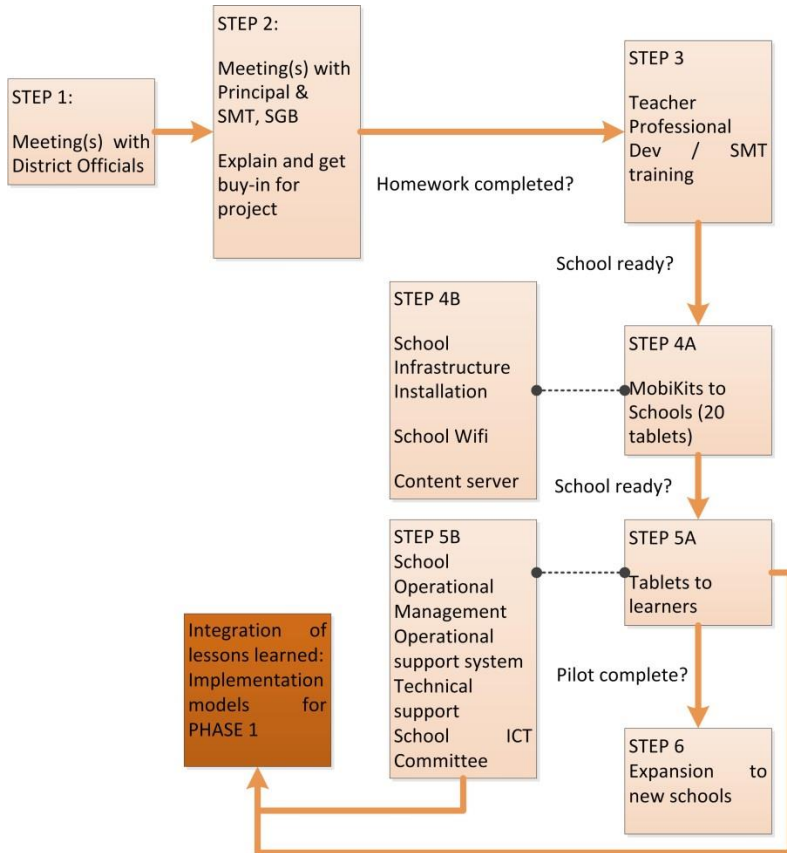 STEP 1:
Meeting(s) with
District Officials
STEP 2:
Meeting(s) with
Principal &
SMT, SGB
Explain and get
buy-in for
project
Homework completed?
STEP 3
Teacher
Professional
Dev / SMT
training
School ready?
STEP 4B
School
Infrastructure
Installation
School Wifi
Content server
STEP 4A
MobiKits to
Schools (20
tablets)
School ready?
STEP 5B
School
Operational
Management
Operational
support system
Technical
support
School ICT
Committee
STEP 5A
Tablets to
learners
Integration of
lessons learned:
Implementation
models for
PHASE 1
Pilot complete?
STEP 6
Expansion to
new schools